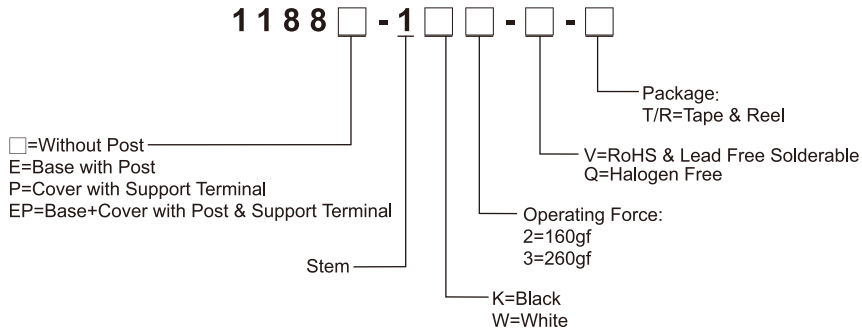 1188□-1□□-□-□
Package:
T/R=Tape & Reel
□=Without Post
E=Base with Post
P=Cover with Support Terminal
EP=Base+Cover with Post & Support Terminal
V=RoHS & Lead Free Solderable
Q=Halogen Free
Operating Force:
2=160gf
3=260gf
Stem
K=Black
W=White